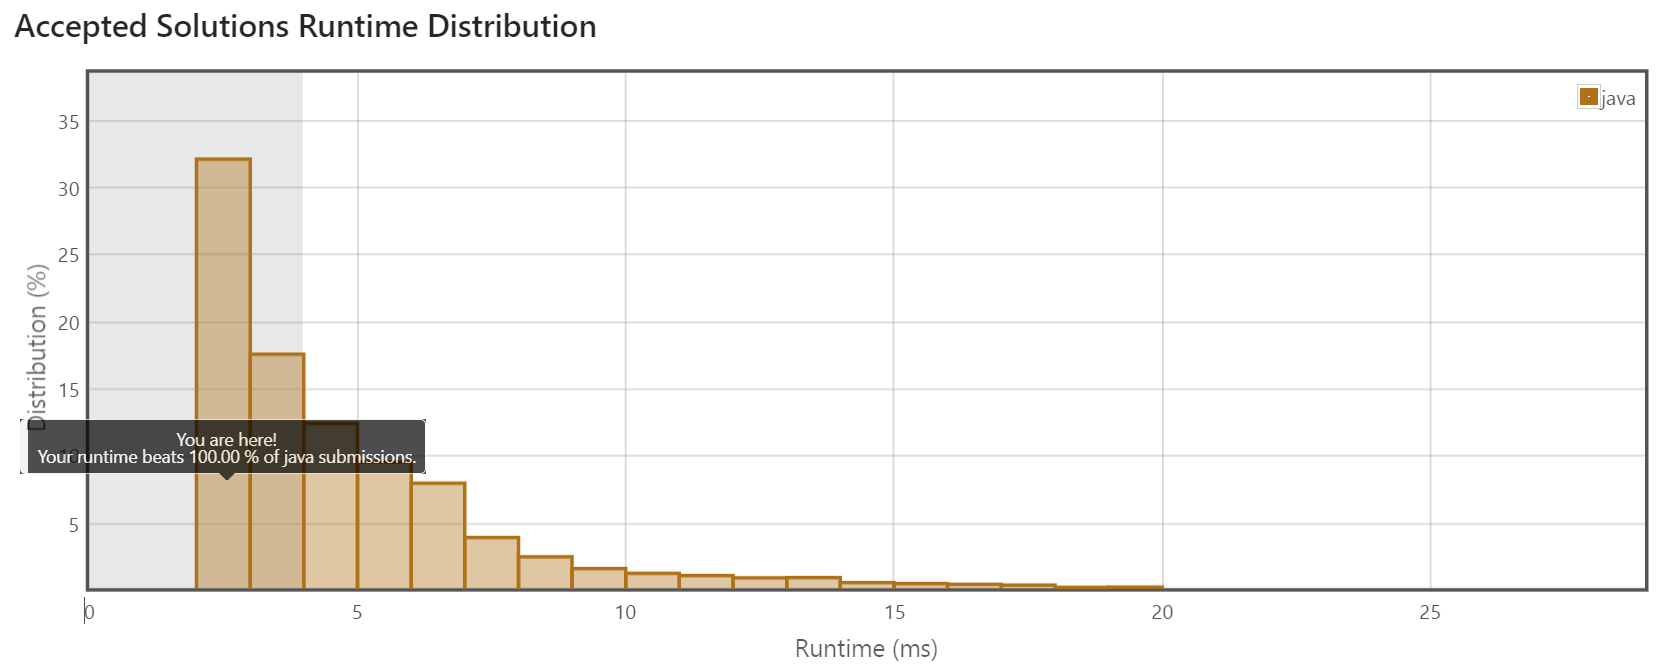 Accepted Solutions Runtime Distribution
java
35
30
25
20
15
10
5
Distribution (%)
You are here!
Your runtime beats 100.00 % of java submissions.
0 5 10 15 20 25
Runtime (ms)